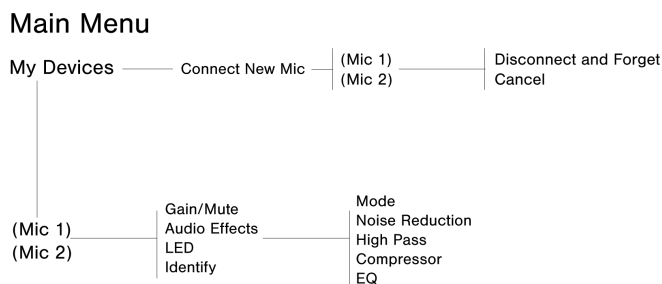 Main Menu
My Devices
Connect New Mic
(Mic 1)
(Mic 2)
Disconnect and Forget
Cancel
(Mic 1)
(Mic 2)
Gain/Mute
Audio Effects
LED
Identify
Mode
Noise Reduction
High Pass
Compressor
EQ